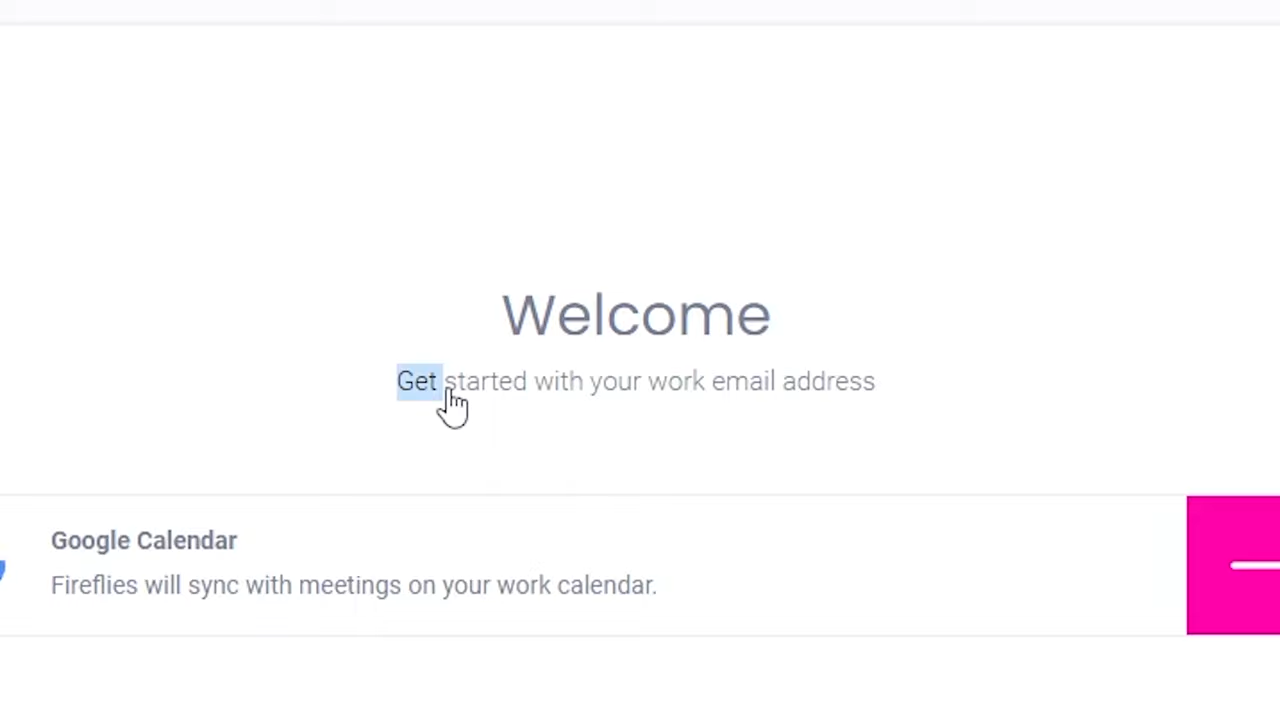 Welcome
Get started with your work email address
Google Calendar
Fireflies will sync with meetings on your work calendar.